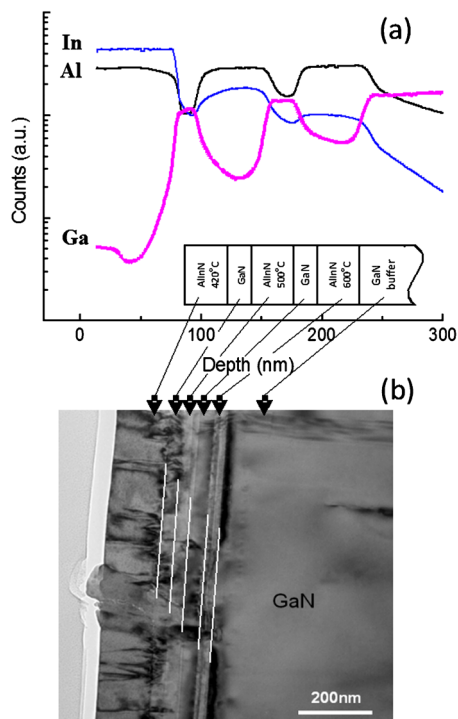 (a)
In
Al
Counts (a.u.)
Ga
AlInN
420°C
GaN
AlInN
500°C
GaN
AlInN
600°C
GaN
buffer
0
100
200
300
Depth (nm)
(b)
GaN
200nm